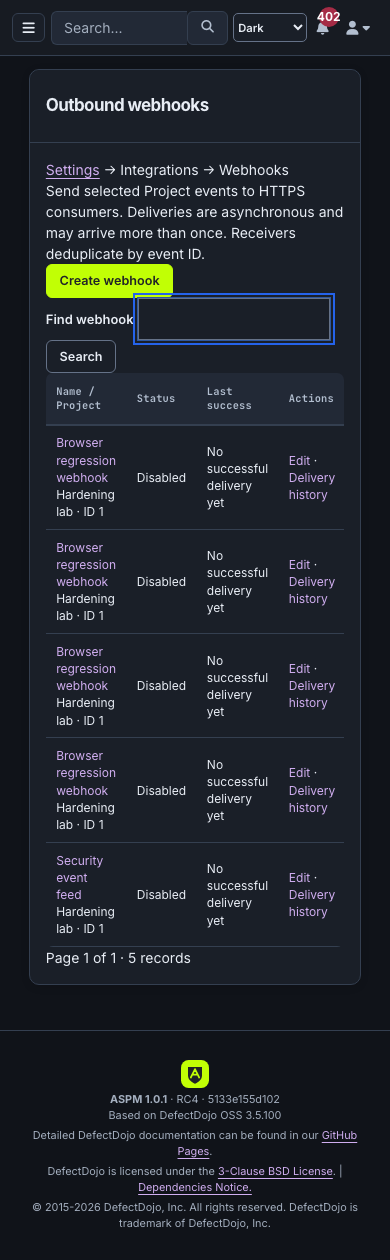 Search...
Dark
402
Outbound webhooks
Settings → Integrations → Webhooks
Send selected Project events to HTTPS
consumers. Deliveries are asynchronous and
may arrive more than once. Receivers
deduplicate by event ID.
Create webhook
Find webhook
Search
Name / Project Status Last success Actions
Browser regression webhook Hardening lab · ID 1 Disabled No successful delivery yet Edit · Delivery history
Browser regression webhook Hardening lab · ID 1 Disabled No successful delivery yet Edit · Delivery history
Browser regression webhook Hardening lab · ID 1 Disabled No successful delivery yet Edit · Delivery history
Browser regression webhook Hardening lab · ID 1 Disabled No successful delivery yet Edit · Delivery history
Security event feed Hardening lab · ID 1 Disabled No successful delivery yet Edit · Delivery history
Page 1 of 1 · 5 records
ASPM 1.0.1 · RC4 · 5133e155d102
Based on DefectDojo OSS 3.5.100
Detailed DefectDojo documentation can be found in our GitHub
Pages.
DefectDojo is licensed under the 3-Clause BSD License. |
Dependencies Notice.
© 2015-2026 DefectDojo, Inc. All rights reserved. DefectDojo is
trademark of DefectDojo, Inc.